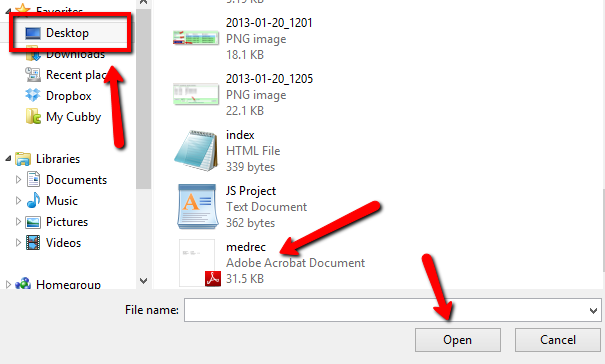 Favorites
Desktop
Downloads
Recent plac
Dropbox
My Cubby
Libraries
Documents
Music
Pictures
Videos
Homegroup
2013-01-20_1201
PNG image
18.1 KB
2013-01-20_1205
PNG image
22.1 KB
index
HTML File
339 bytes
JS Project
Text Document
362 bytes
medrec
Adobe Acrobat Document
31.5 KB
File name:
Open
Cancel